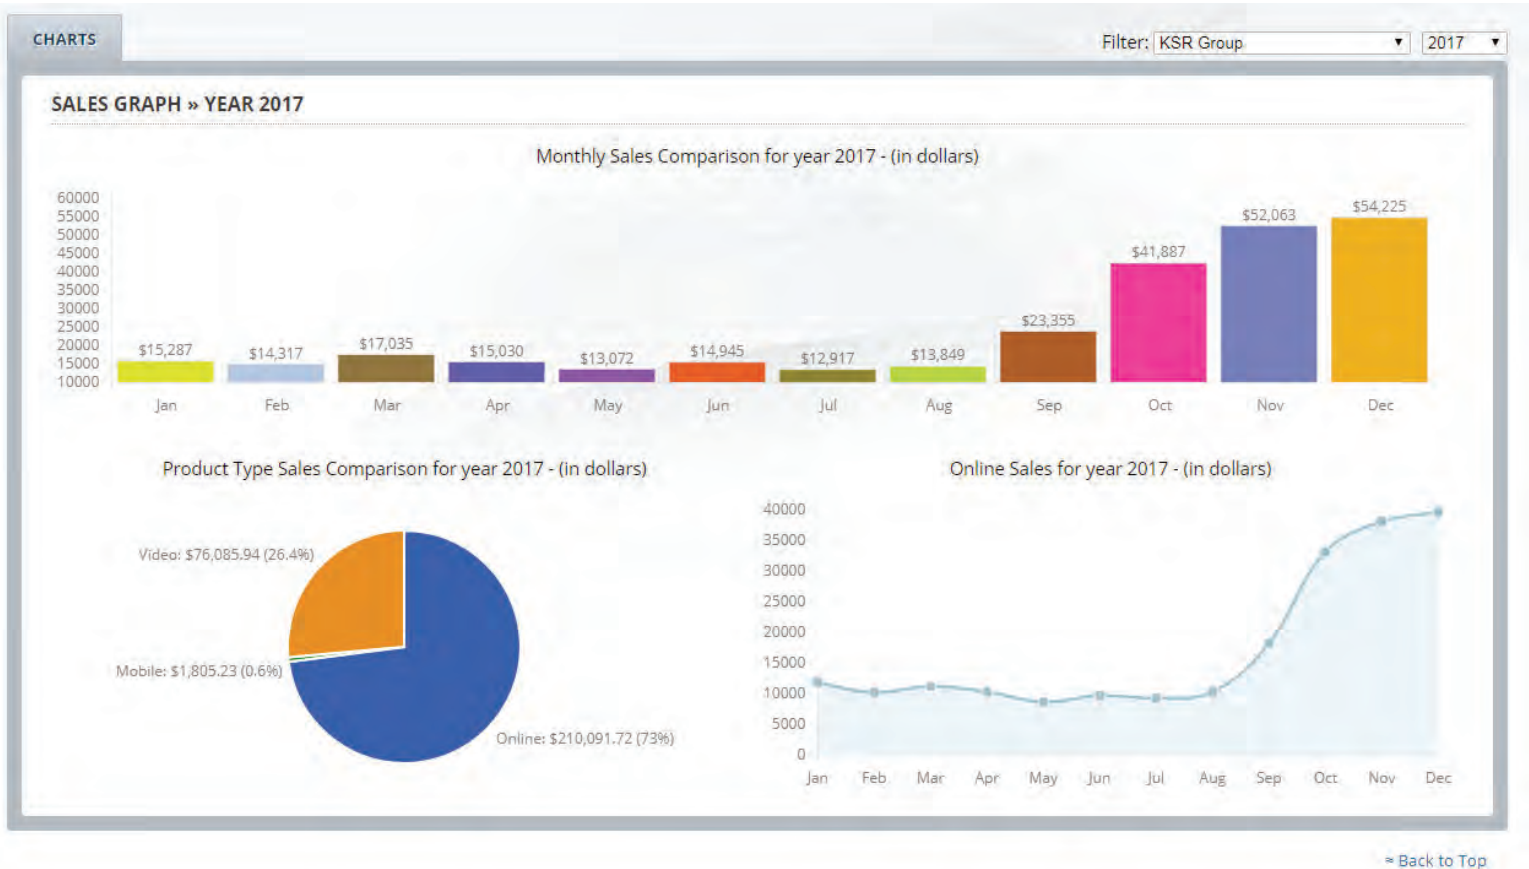 CHARTS
Filter: KSR Group 2017
SALES GRAPH » YEAR 2017
Monthly Sales Comparison for year 2017 - (in dollars)
60000
55000
50000
45000
40000
35000
30000
25000
20000
15000
10000
$15,287
$14,317
$17,035
$15,030
$13,072
$14,945
$12,917
$13,849
$23,355
$41,887
$52,063
$54,225
Jan Feb Mar Apr May Jun Jul Aug Sep Oct Nov Dec
Product Type Sales Comparison for year 2017 - (in dollars)
Video: $76,085.94 (26.4%)
Mobile: $1,805.23 (0.6%)
Online: $210,091.72 (73%)
Online Sales for year 2017 - (in dollars)
40000
35000
30000
25000
20000
15000
10000
5000
0
Jan Feb Mar Apr May Jun Jul Aug Sep Oct Nov Dec
Back to Top